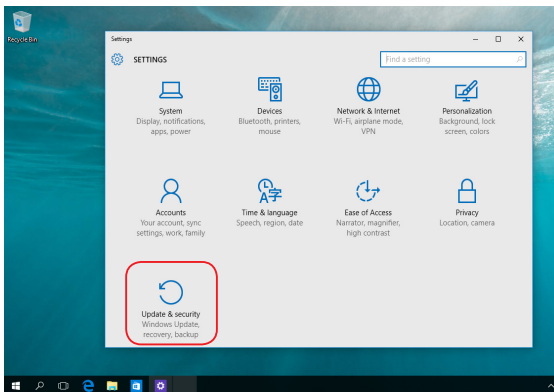 Recycle Bin
Settings
SETTINGS
Find a setting
System
Display, notifications,
apps, power
Devices
Bluetooth, printers,
mouse
Network & Internet
Wi-Fi, airplane mode,
VPN
Personalization
Background, lock
screen, colors
Accounts
Your account, sync
settings, work, family
Time & language
Speech, region, date
Ease of Access
Narrator, magnifier,
high contrast
Privacy
Location, camera
Update & security
Windows Update,
recovery, backup